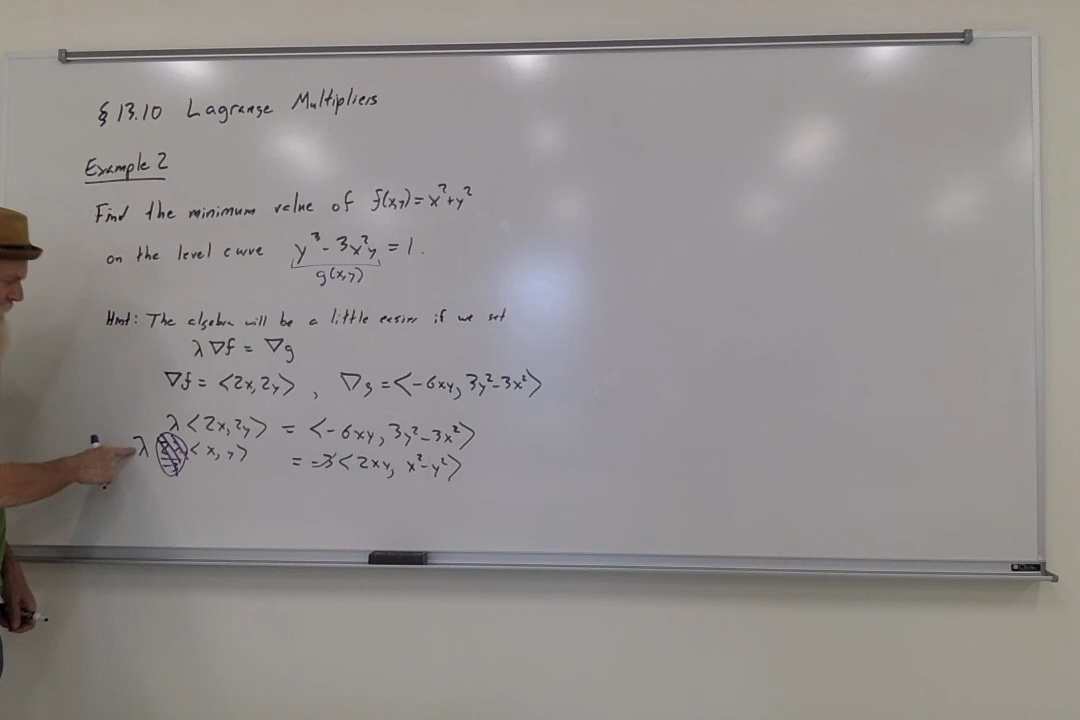 § 13.10 Lagrange Multipliers
Example 2
Find the minimum value of f(x,y) = x² + y²
on the level curve y³ - 3x²y = 1.
g(x,y)
Hint: The algebra will be a little easier if we set
λ ∇f = ∇g
∇f = <2x, 2y> , ∇g = <-6xy, 3y² - 3x²>
λ <2x, 2y> = <-6xy, 3y² - 3x²>
λ <x, y> = -3 <2xy, x² - y²>